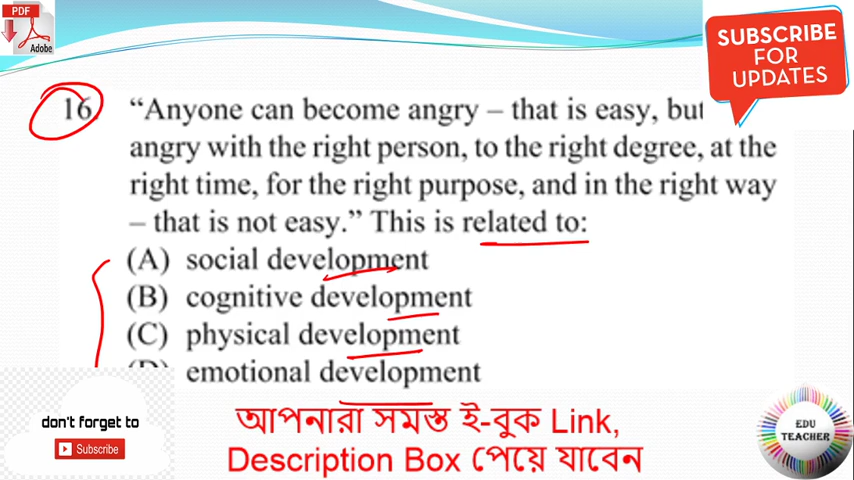 PDF
Adobe
SUBSCRIBE
FOR
UPDATES
16. “Anyone can become angry – that is easy, but
angry with the right person, to the right degree, at the
right time, for the right purpose, and in the right way
– that is not easy.” This is related to:
(A) social development
(B) cognitive development
(C) physical development
(D) emotional development
don't forget to
Subscribe
আপনারা সমস্ত ই-বুক Link,
Description Box পেয়ে যাবেন
EDU
TEACHER